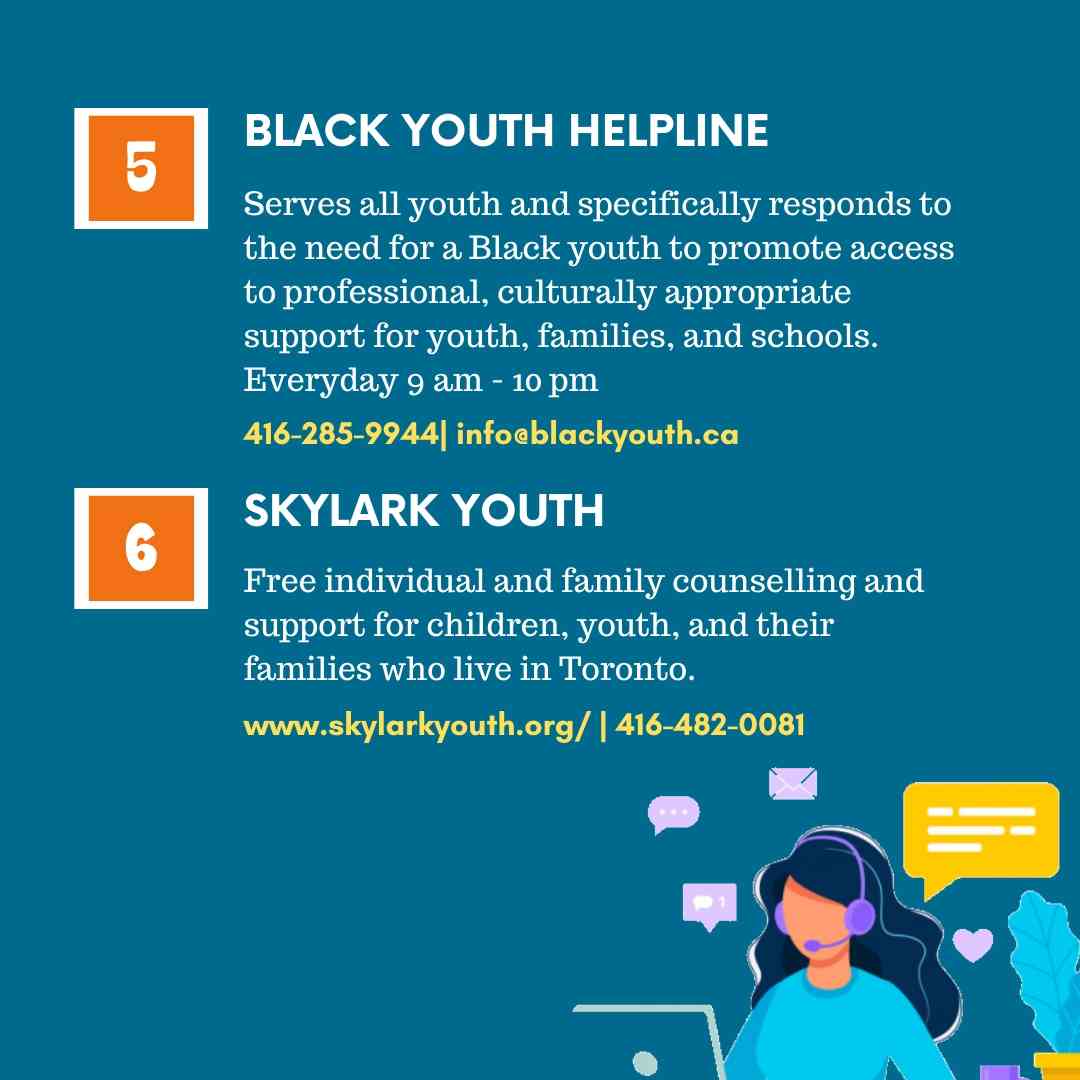 5
BLACK YOUTH HELPLINE
Serves all youth and specifically responds to
the need for a Black youth to promote access
to professional, culturally appropriate
support for youth, families, and schools.
Everyday 9 am - 10 pm
416-285-9944| info@blackyouth.ca
6
SKYLARK YOUTH
Free individual and family counselling and
support for children, youth, and their
families who live in Toronto.
www.skylarkyouth.org/ | 416-482-0081
1